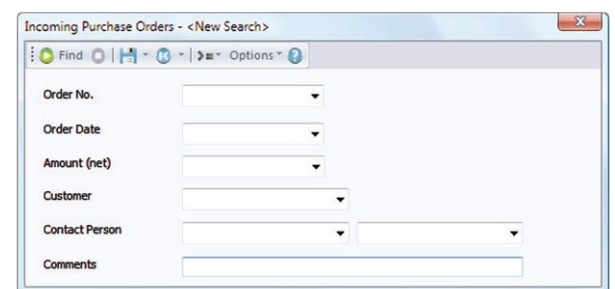 Incoming Purchase Orders - <New Search>
Find Options
Order No.
Order Date
Amount (net)
Customer
Contact Person
Comments